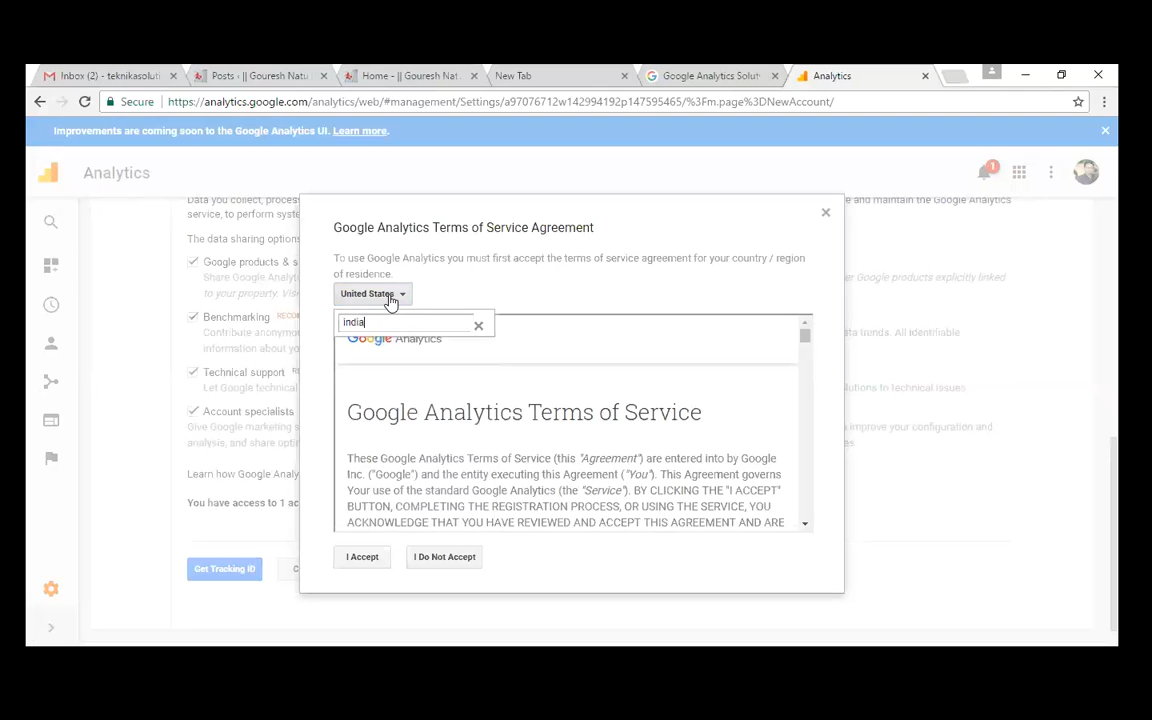 Inbox (2) - teknikasoluti
Posts ‹ || Gouresh Natu
Home – || Gouresh Nat
New Tab
Google Analytics Solut
Analytics
Secure
https://analytics.google.com/analytics/web/#management/Settings/a97076712w142994192p147595465/%3Fm.page%3DNewAccount/
Improvements are coming soon to the Google Analytics UI. Learn more.
Analytics
1
Data you collect, proces
e and maintain the Google Analytics
service, to perform syste
Google Analytics Terms of Service Agreement
The data sharing options
To use Google Analytics you must first accept the terms of service agreement for your country / region
of residence.
Google products & s
Share Google Analyti
er Google products explicitly linked
to your property. Vis
United States
india
Benchmarking RECO
Contribute anonymou
ta trends. All identifiable
information about yo
Google Analytics
Technical support
Let Google technical
olutions to technical issues
Google Analytics Terms of Service
Account specialists
Give Google marketing s
improve your configuration and
analysis, and share opti
ces.
These Google Analytics Terms of Service (this "Agreement") are entered into by Google
Inc. ("Google") and the entity executing this Agreement ("You"). This Agreement governs
Your use of the standard Google Analytics (the "Service"). BY CLICKING THE "I ACCEPT"
BUTTON, COMPLETING THE REGISTRATION PROCESS, OR USING THE SERVICE, YOU
ACKNOWLEDGE THAT YOU HAVE REVIEWED AND ACCEPT THIS AGREEMENT AND ARE
Learn how Google Analy
You have access to 1 ac
I Accept
I Do Not Accept
Get Tracking ID
C